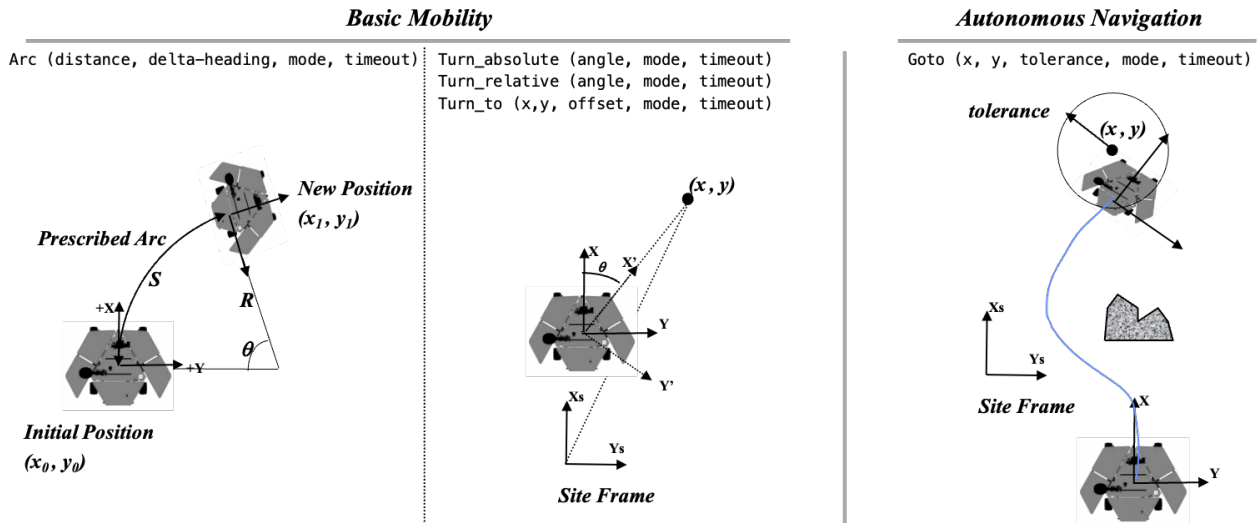 Basic Mobility
Arc (distance, delta-heading, mode, timeout)
New Position
(x₁, y₁)
Prescribed Arc
S
R
θ
+X
+Y
Initial Position
(x₀, y₀)
Turn_absolute (angle, mode, timeout)
Turn_relative (angle, mode, timeout)
Turn_to (x,y, offset, mode, timeout)
(x, y)
X
θ
X'
Y
Y'
Xs
Ys
Site Frame
Autonomous Navigation
Goto (x, y, tolerance, mode, timeout)
tolerance
(x, y)
Xs
Ys
Site Frame
X
Y